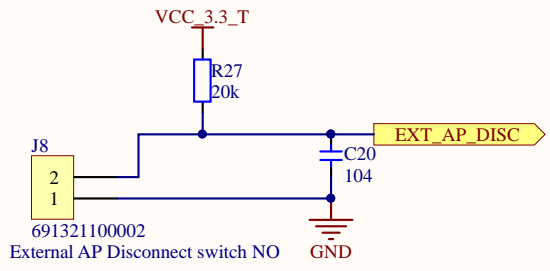 VCC_3.3_T
R27
20k
EXT_AP_DISC
J8
C20
2
104
1
691321100002
External AP Disconnect switch NO
GND